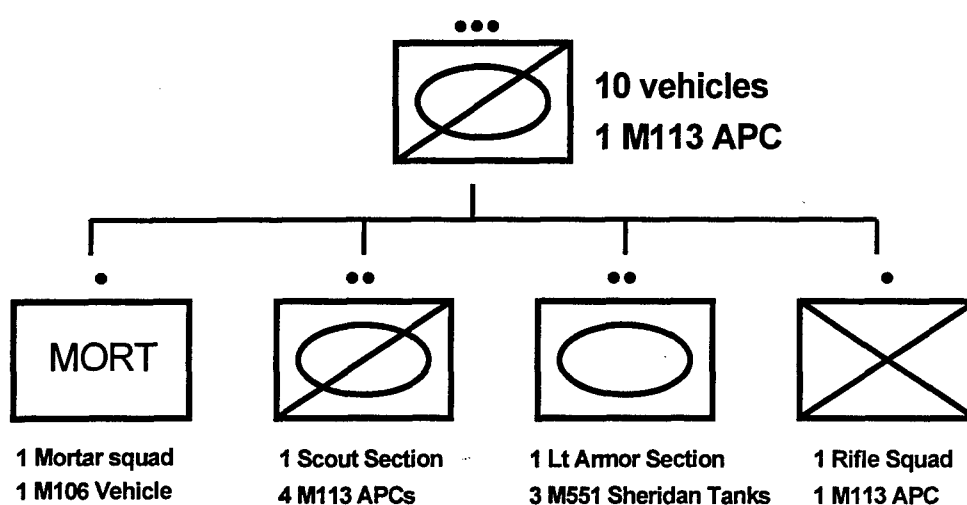 10 vehicles
1 M113 APC
MORT
1 Mortar squad
1 M106 Vehicle
1 Scout Section
4 M113 APCs
1 Lt Armor Section
3 M551 Sheridan Tanks
1 Rifle Squad
1 M113 APC